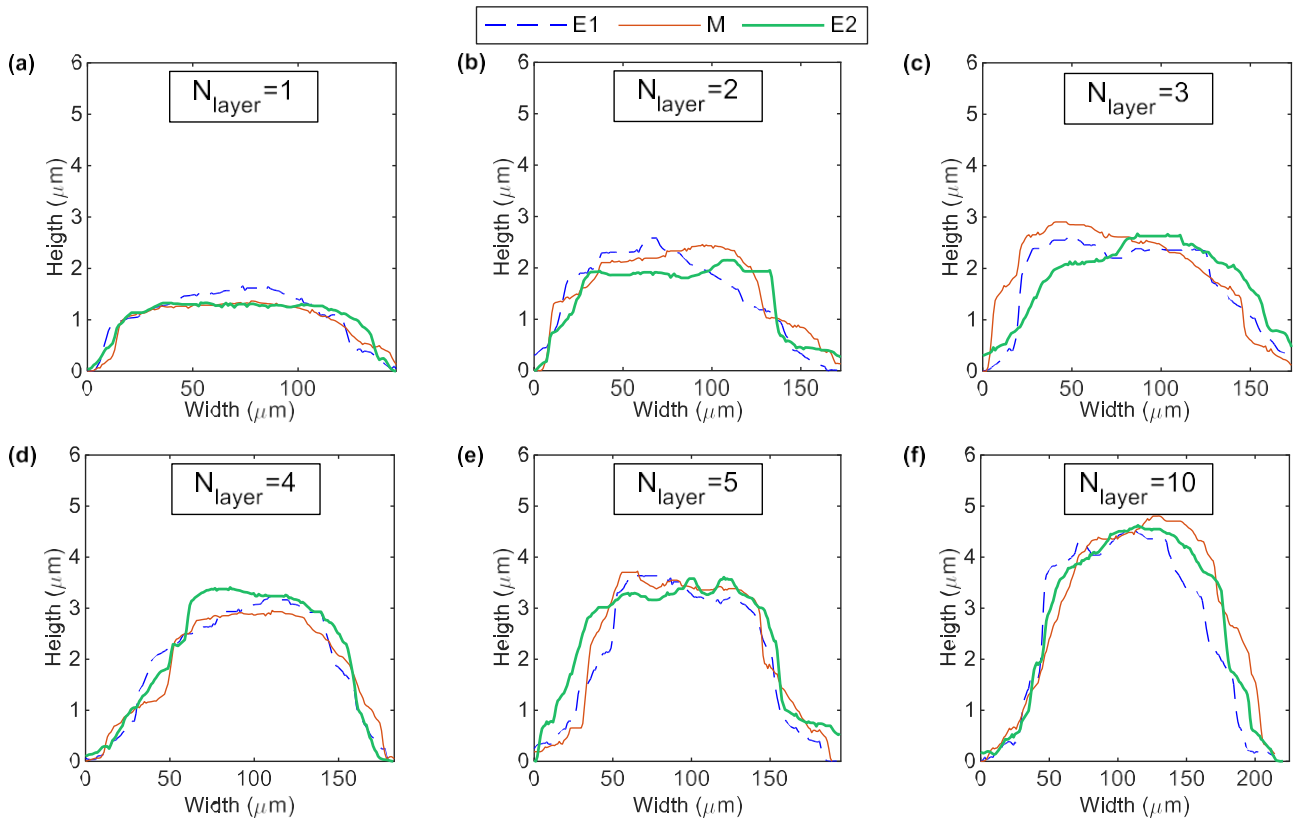 E1 M E2
(a)
N_layer=1
6
5
4
3
2
1
0
Heigth (μm)
0 50 100
Width (μm)
(b)
N_layer=2
6
5
4
3
2
1
0
Heigth (μm)
0 50 100 150
Width (μm)
(c)
N_layer=3
6
5
4
3
2
1
0
Heigth (μm)
0 50 100 150
Width (μm)
(d)
N_layer=4
6
5
4
3
2
1
0
Heigth (μm)
0 50 100 150
Width (μm)
(e)
N_layer=5
6
5
4
3
2
1
0
Heigth (μm)
0 50 100 150
Width (μm)
(f)
N_layer=10
6
5
4
3
2
1
0
Heigth (μm)
0 50 100 150 200
Width (μm)